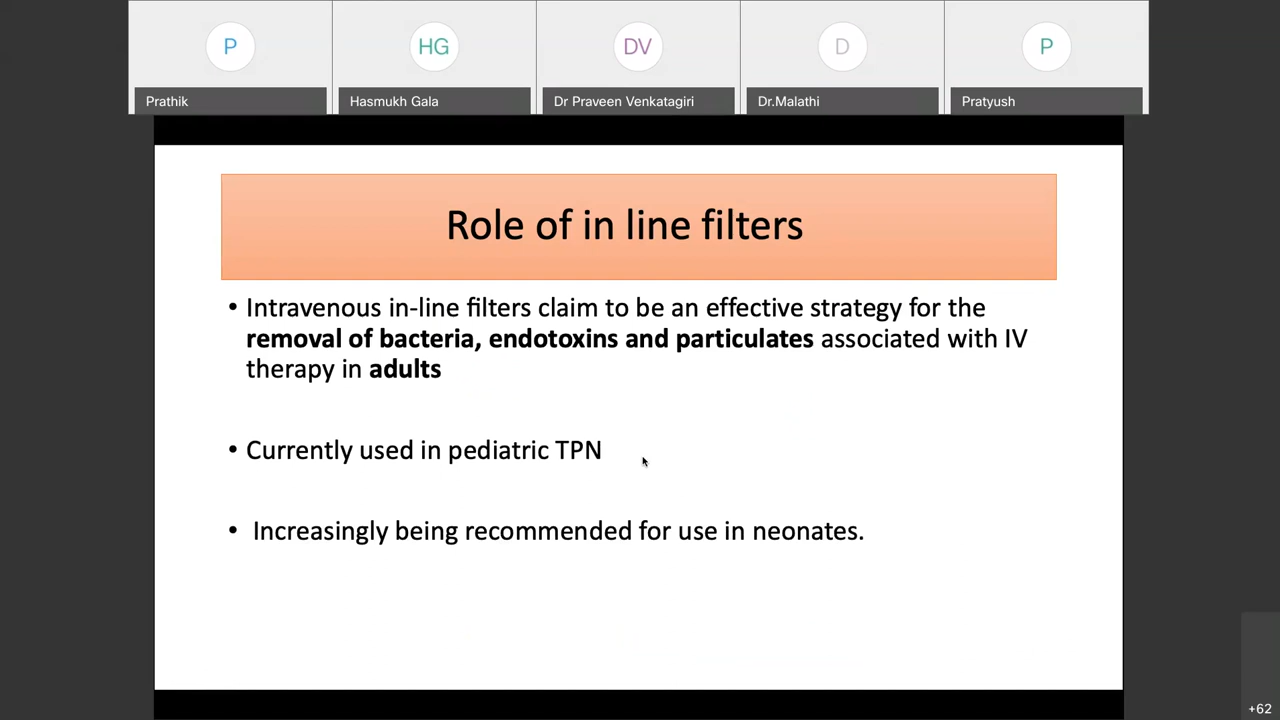 P
HG
DV
D
P
Prathik
Hasmukh Gala
Dr Praveen Venkatagiri
Dr.Malathi
Pratyush
Role of in line filters
• Intravenous in-line filters claim to be an effective strategy for the
removal of bacteria, endotoxins and particulates associated with IV
therapy in adults
• Currently used in pediatric TPN
• Increasingly being recommended for use in neonates.
+62